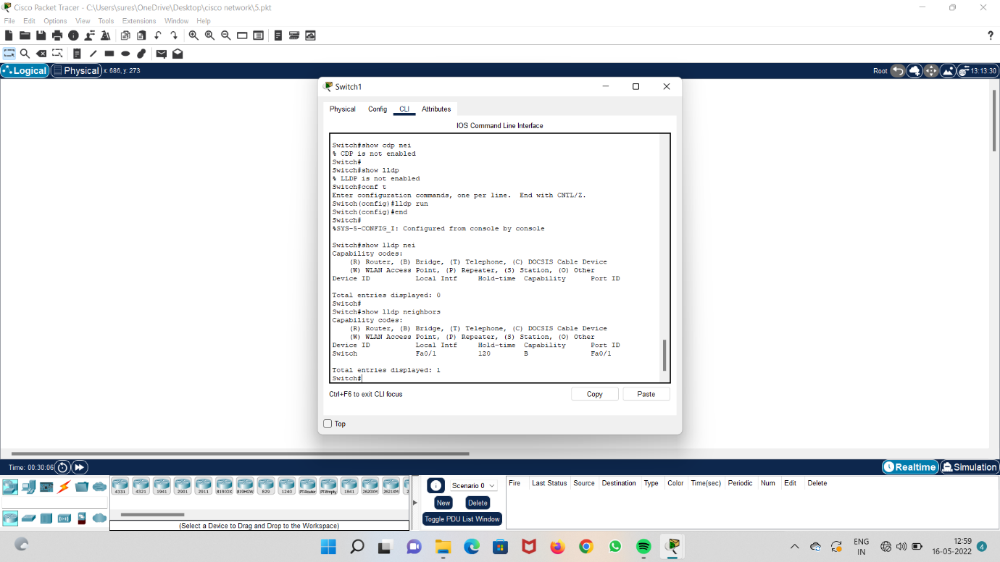 Cisco Packet Tracer - C:\Users\sures\OneDrive\Desktop\cisco network\5.pkt
File Edit Options View Tools Extensions Window Help
?
Logical Physical x: 686, y: 273
Root 13:13:30
Switch1
Physical Config CLI Attributes
IOS Command Line Interface
Switch#show cdp nei
% CDP is not enabled
Switch#
Switch#show lldp
% LLDP is not enabled
Switch#conf t
Enter configuration commands, one per line. End with CNTL/Z.
Switch(config)#lldp run
Switch(config)#end
Switch#
%SYS-5-CONFIG_I: Configured from console by console
Switch#show lldp nei
Capability codes:
(R) Router, (B) Bridge, (T) Telephone, (C) DOCSIS Cable Device
(W) WLAN Access Point, (P) Repeater, (S) Station, (O) Other
Device ID Local Intf Hold-time Capability Port ID
Total entries displayed: 0
Switch#
Switch#show lldp neighbors
Capability codes:
(R) Router, (B) Bridge, (T) Telephone, (C) DOCSIS Cable Device
(W) WLAN Access Point, (P) Repeater, (S) Station, (O) Other
Device ID Local Intf Hold-time Capability Port ID
Switch Fa0/1 120 B Fa0/1
Total entries displayed: 1
Switch#
Ctrl+F6 to exit CLI focus
Copy Paste
Top
Time: 00:30:06
Realtime Simulation
4331 4321 1941 2901 2911 819IOX 819HGW 829 1240 PT-Router PT-Empty 1841 2620XM 2621XM
(Select a Device to Drag and Drop to the Workspace)
Scenario 0
New Delete
Toggle PDU List Window
Fire Last Status Source Destination Type Color Time(sec) Periodic Num Edit Delete
ENG
IN
12:59
16-05-2022
4